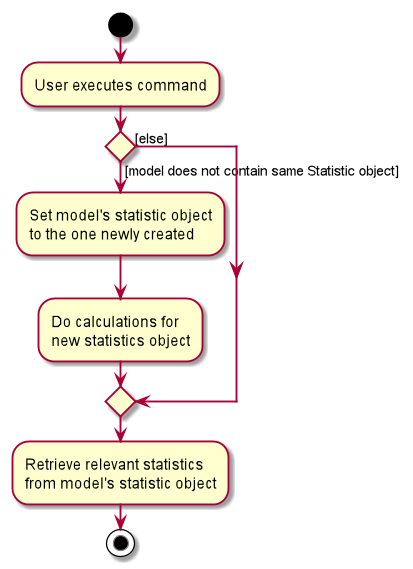 User executes command
[else]
[model does not contain same Statistic object]
Set model's statistic object
to the one newly created
Do calculations for
new statistics object
Retrieve relevant statistics
from model's statistic object